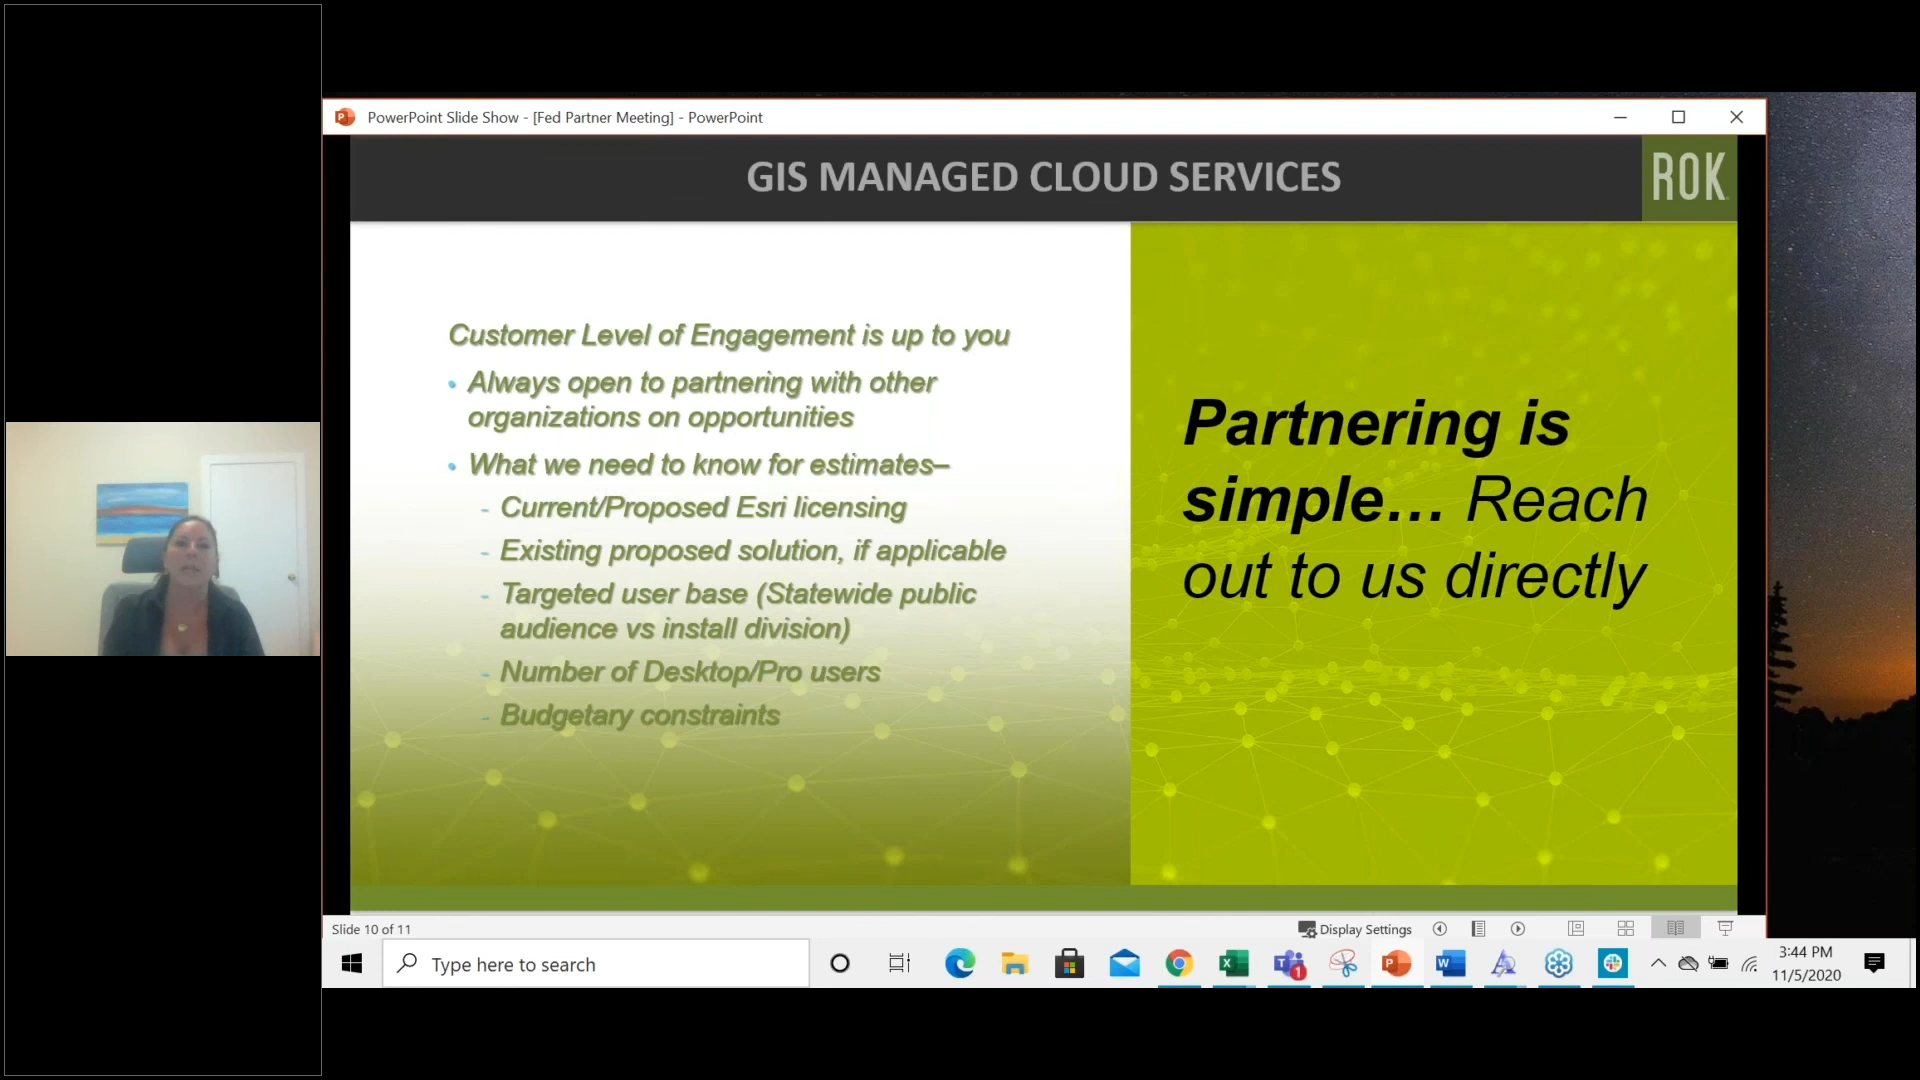 PowerPoint Slide Show - [Fed Partner Meeting] - PowerPoint
GIS MANAGED CLOUD SERVICES
ROK
Customer Level of Engagement is up to you
• Always open to partnering with other
organizations on opportunities
• What we need to know for estimates–
- Current/Proposed Esri licensing
- Existing proposed solution, if applicable
- Targeted user base (Statewide public
audience vs install division)
- Number of Desktop/Pro users
- Budgetary constraints
Partnering is
simple… Reach
out to us directly
Slide 10 of 11
Display Settings
Type here to search
1
3:44 PM
11/5/2020